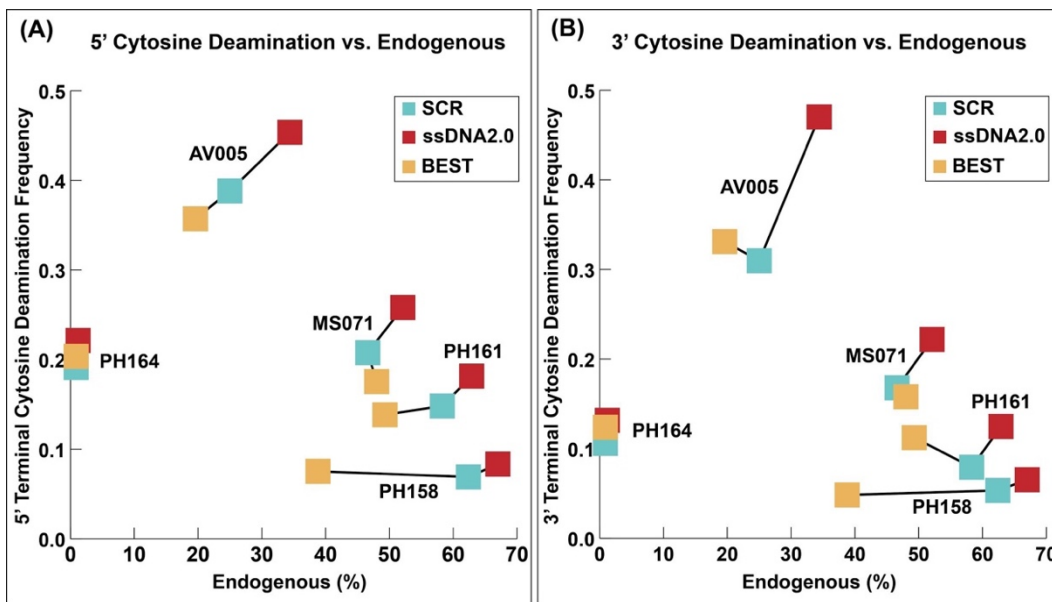 (A)
5’ Cytosine Deamination vs. Endogenous
5’ Terminal Cytosine Deamination Frequency
0.5
0.4
0.3
0.2
0.1
0.0
SCR
ssDNA2.0
BEST
AV005
MS071
PH161
PH164
PH158
0 20 30 40 50 60 70
Endogenous (%)
(B)
3’ Cytosine Deamination vs. Endogenous
3’ Terminal Cytosine Deamination Frequency
0.5
0.4
0.3
0.2
0.1
0.0
SCR
ssDNA2.0
BEST
AV005
MS071
PH161
PH164
PH158
0 20 30 40 50 60 70
Endogenous (%)